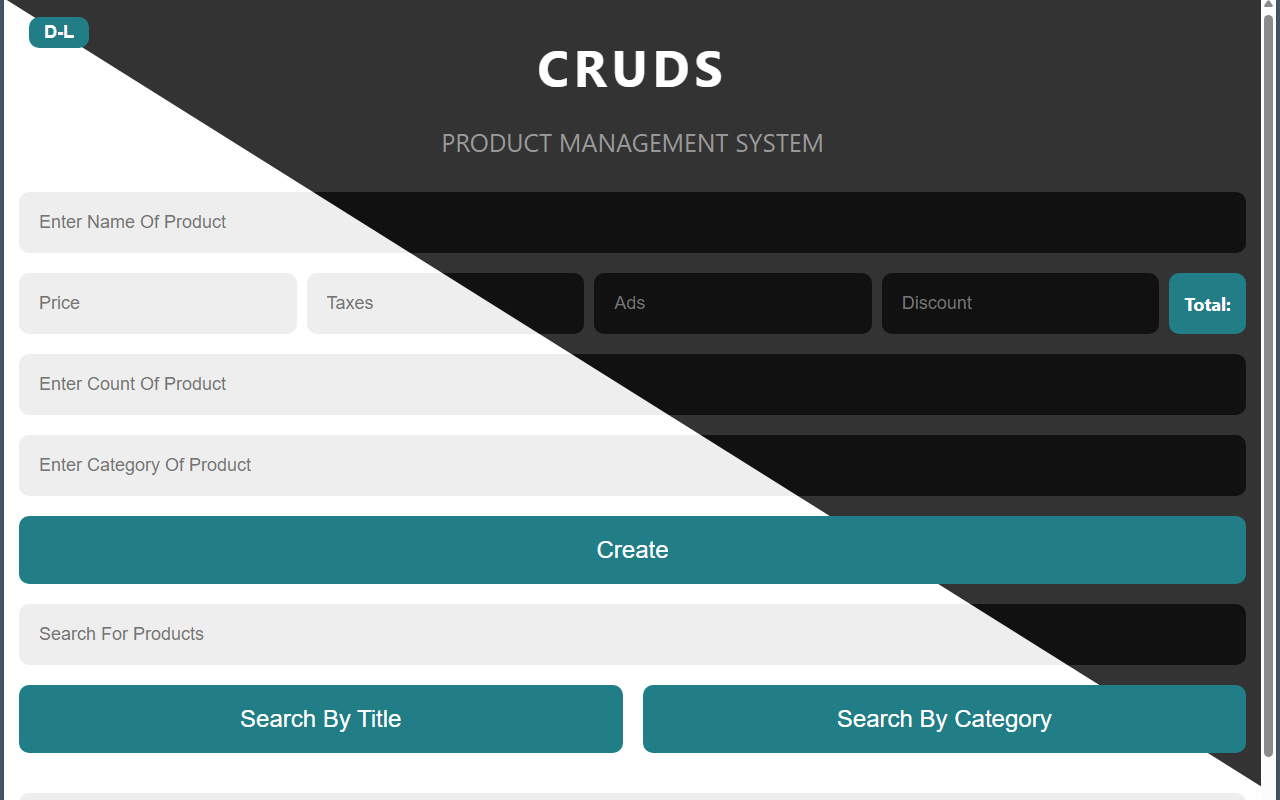 D-L
CRUDS
PRODUCT MANAGEMENT SYSTEM
Enter Name Of Product
Price Taxes Ads Discount Total:
Enter Count Of Product
Enter Category Of Product
Create
Search For Products
Search By Title Search By Category